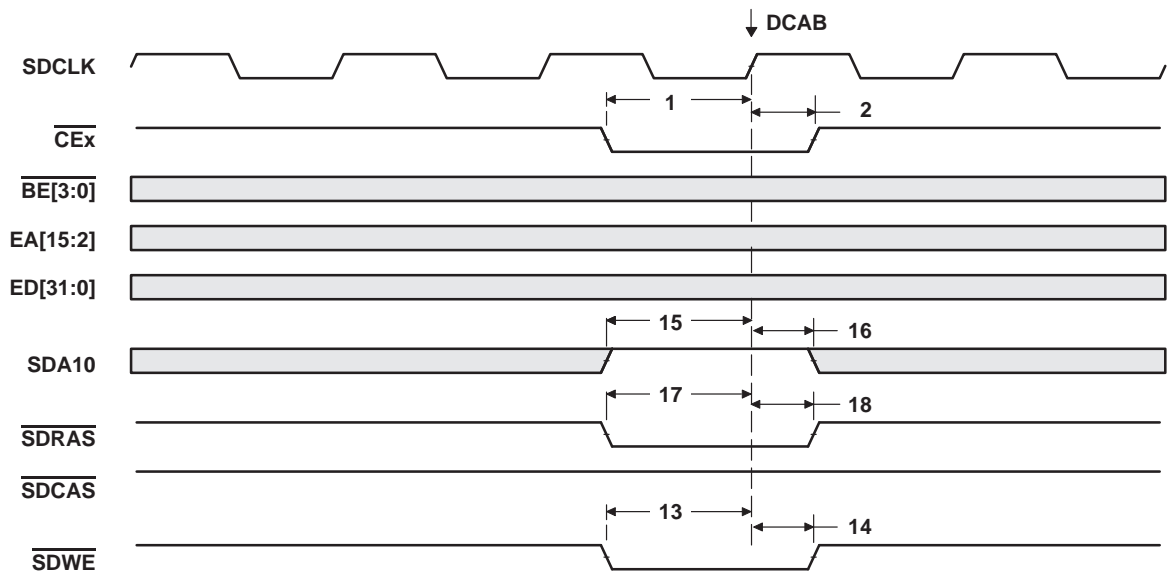 DCAB
SDCLK
1 2
CEx
BE[3:0]
EA[15:2]
ED[31:0]
15 16
SDA10
17 18
SDRAS
SDCAS
13 14
SDWE